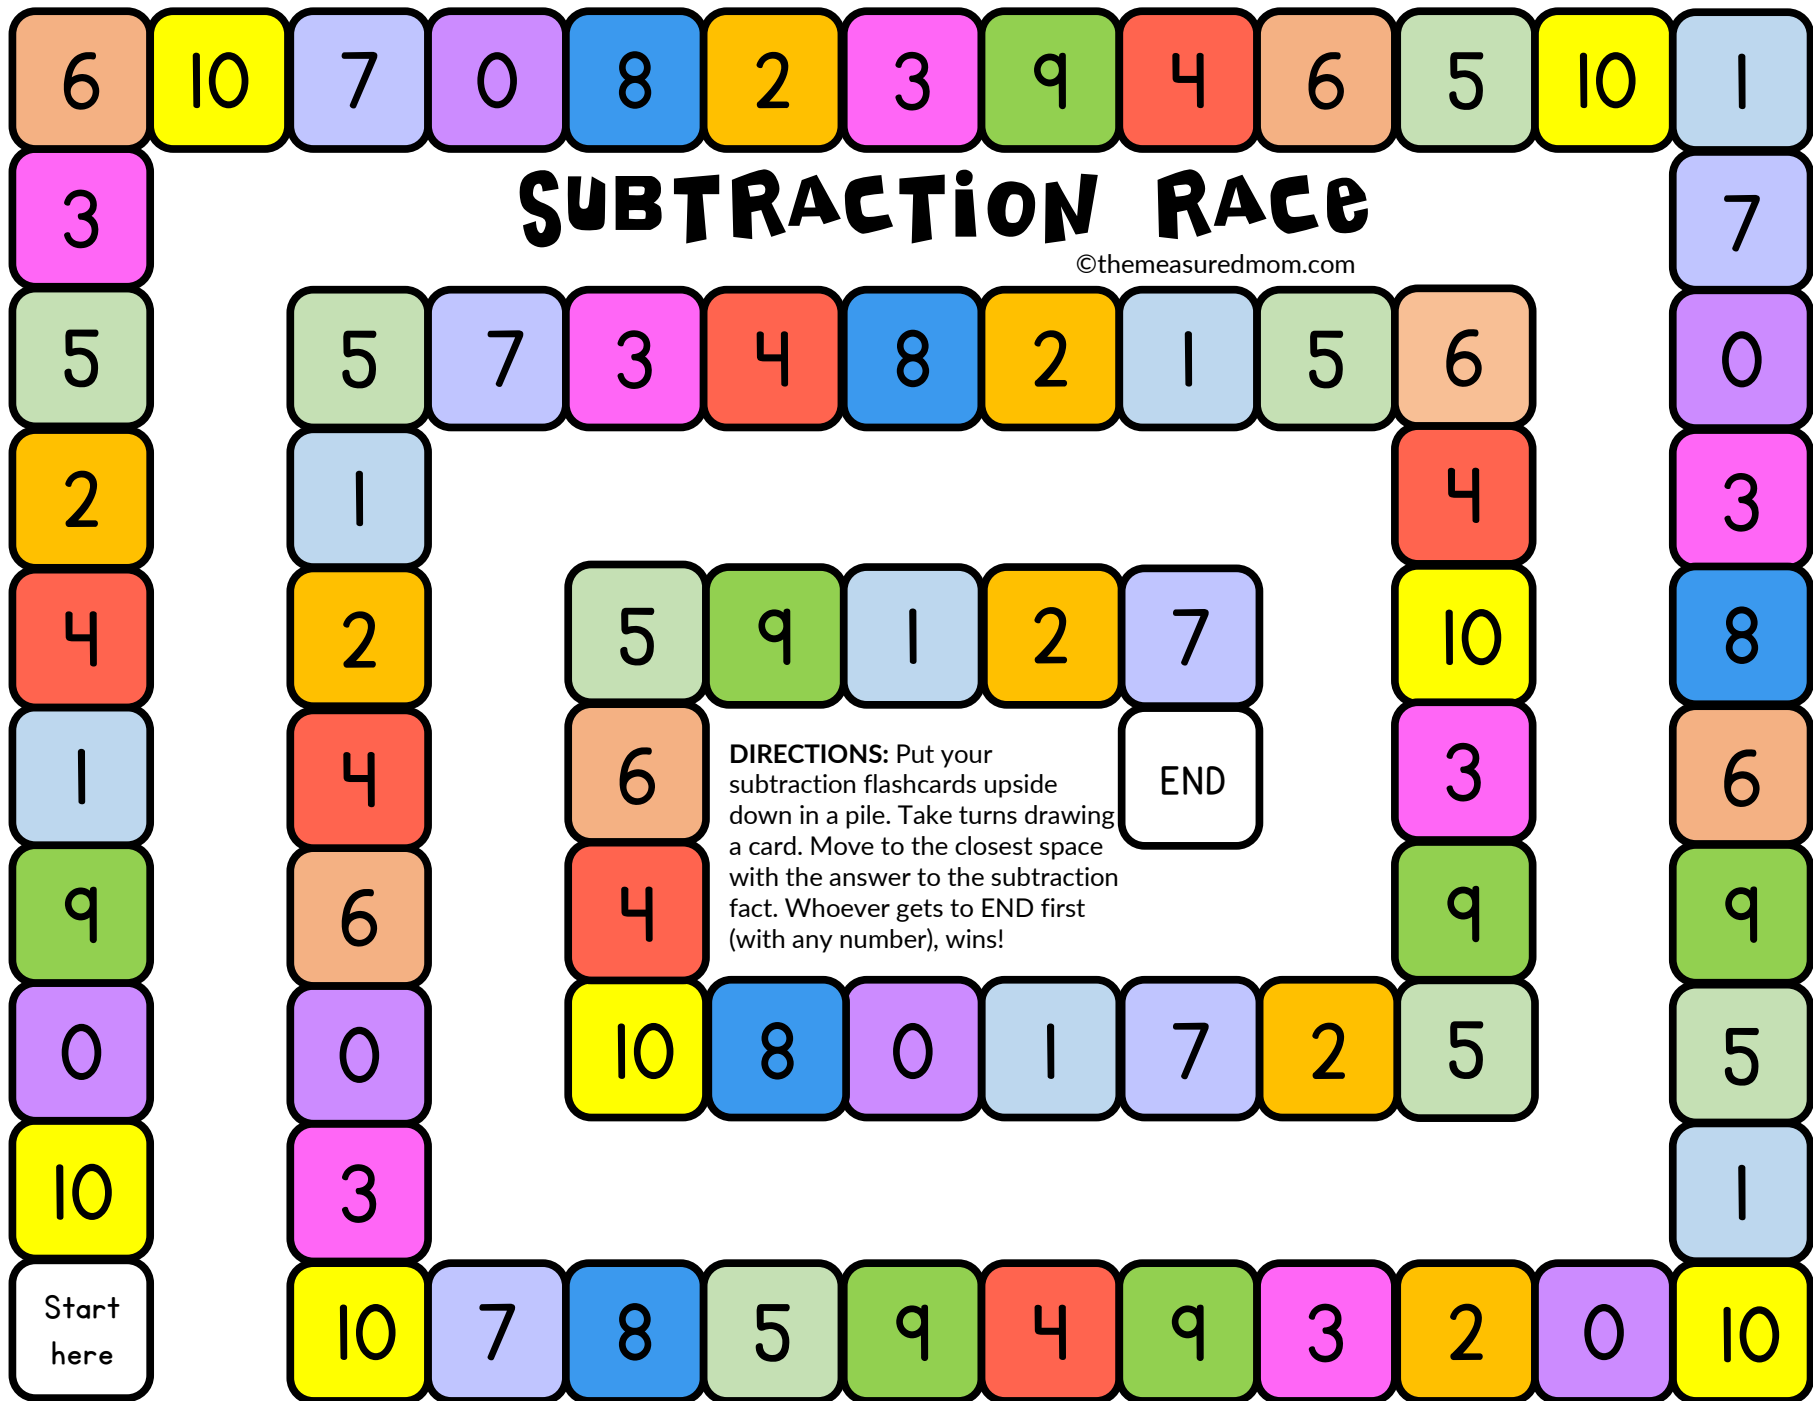 6 10 7 0 8 2 3 9 4 6 5 10 1
3
SUBTRACTiON RACe
7
©themeasuredmom.com
5 5 7 3 4 8 2 1 5 6 0
2 1 4 3
4 2 5 9 1 2 7 10 8
1 4 6 END 3 6
DIRECTIONS: Put your
subtraction flashcards upside
down in a pile. Take turns drawing
a card. Move to the closest space
with the answer to the subtraction
fact. Whoever gets to END first
(with any number), wins!
9 6 4 9 9
0 0 10 8 0 1 7 2 5 5
10 3 1
Start
here
10 7 8 5 9 4 9 3 2 0 10